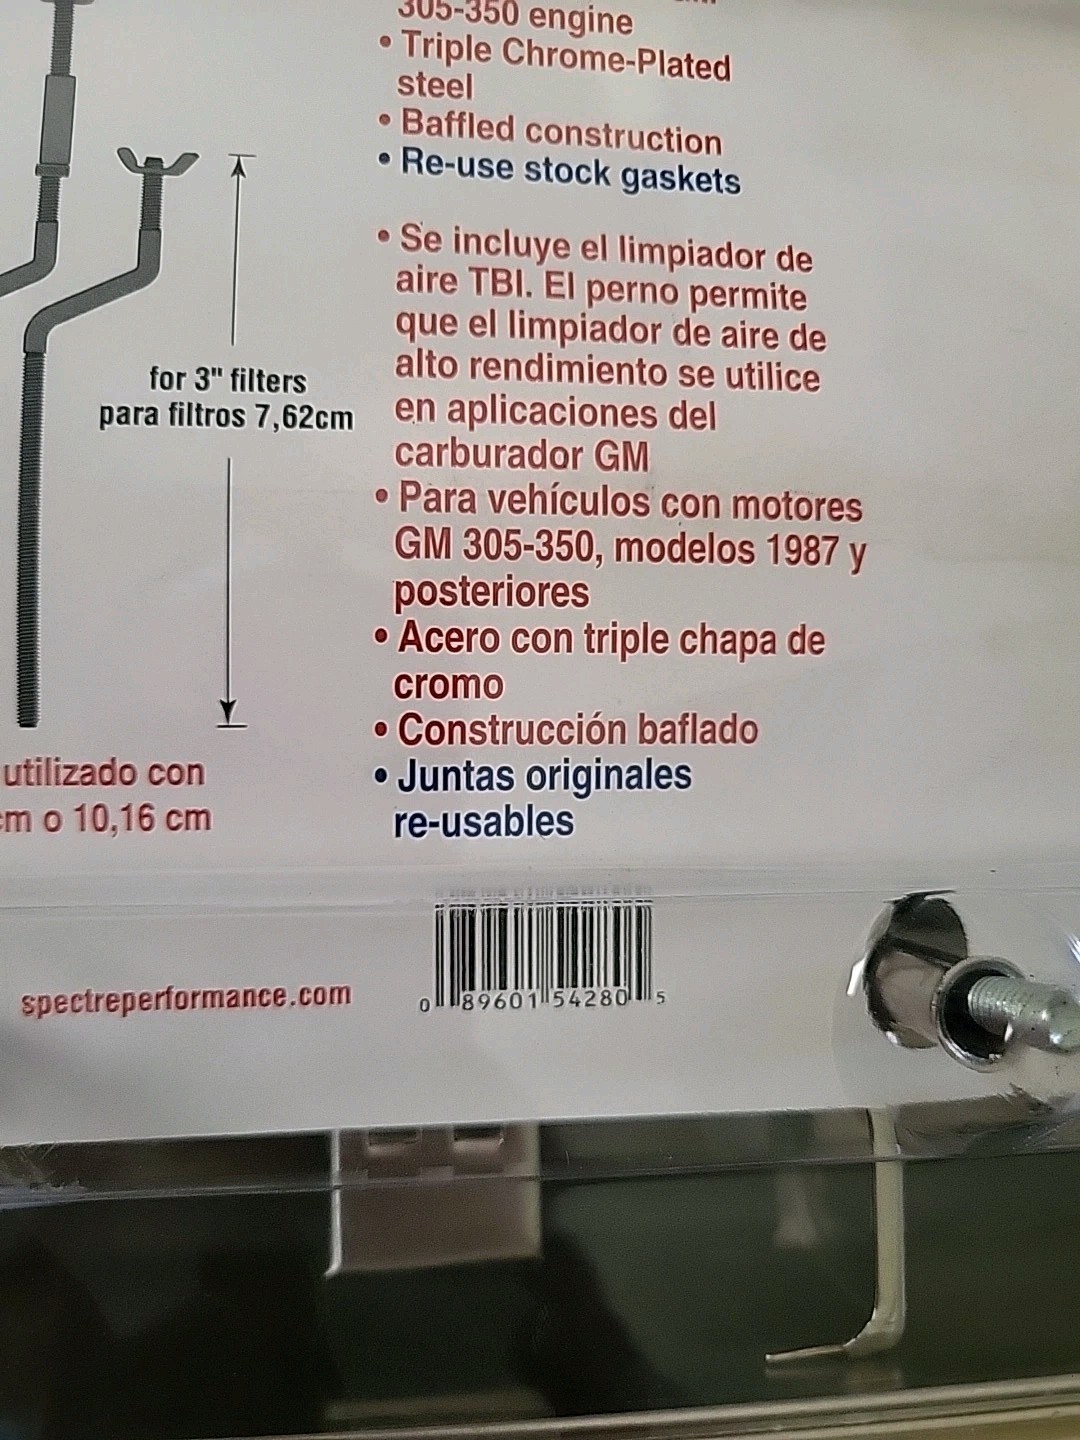 305-350 engine
• Triple Chrome-Plated
steel
• Baffled construction
• Re-use stock gaskets
for 3" filters
para filtros 7,62cm
• Se incluye el limpiador de
aire TBI. El perno permite
que el limpiador de aire de
alto rendimiento se utilice
en aplicaciones del
carburador GM
• Para vehículos con motores
GM 305-350, modelos 1987 y
posteriores
• Acero con triple chapa de
cromo
• Construcción baflado
• Juntas originales
re-usables
utilizado con
cm o 10,16 cm
spectreperformance.com
0 89601 54280 5